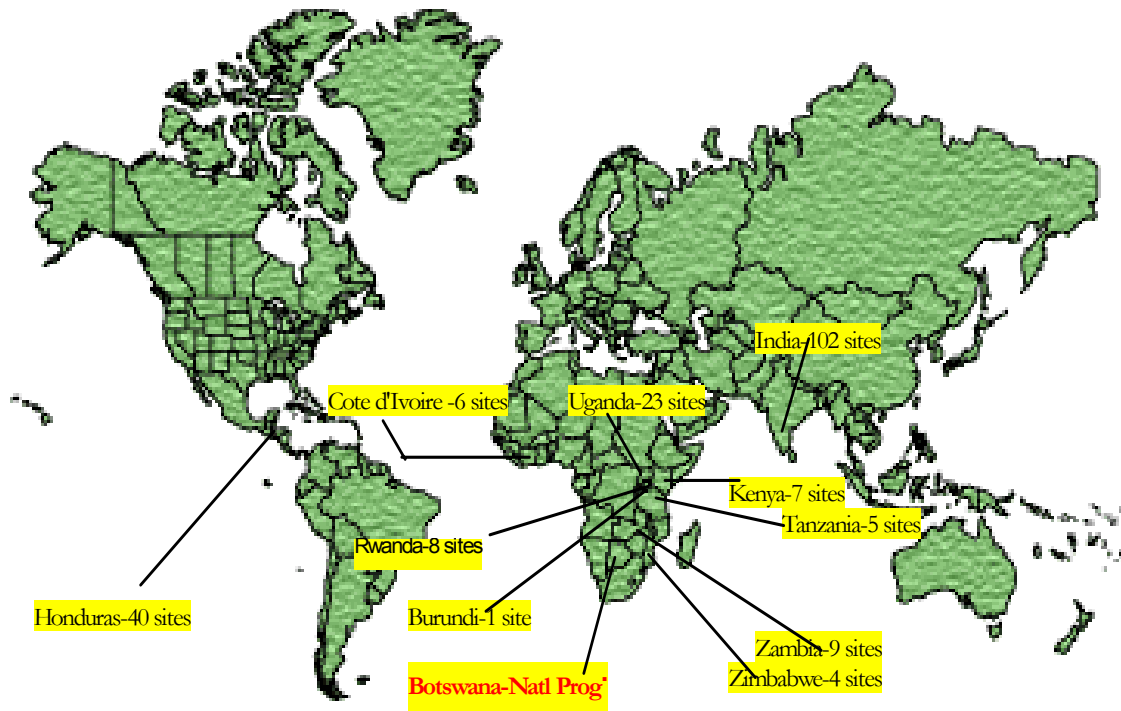 India-102 sites
Cote d'Ivoire -6 sites
Uganda-23 sites
Kenya-7 sites
Tanzania-5 sites
Rwanda-8 sites
Honduras-40 sites
Burundi-1 site
Zambia-9 sites
Zimbabwe-4 sites
Botswana-Natl Prog*